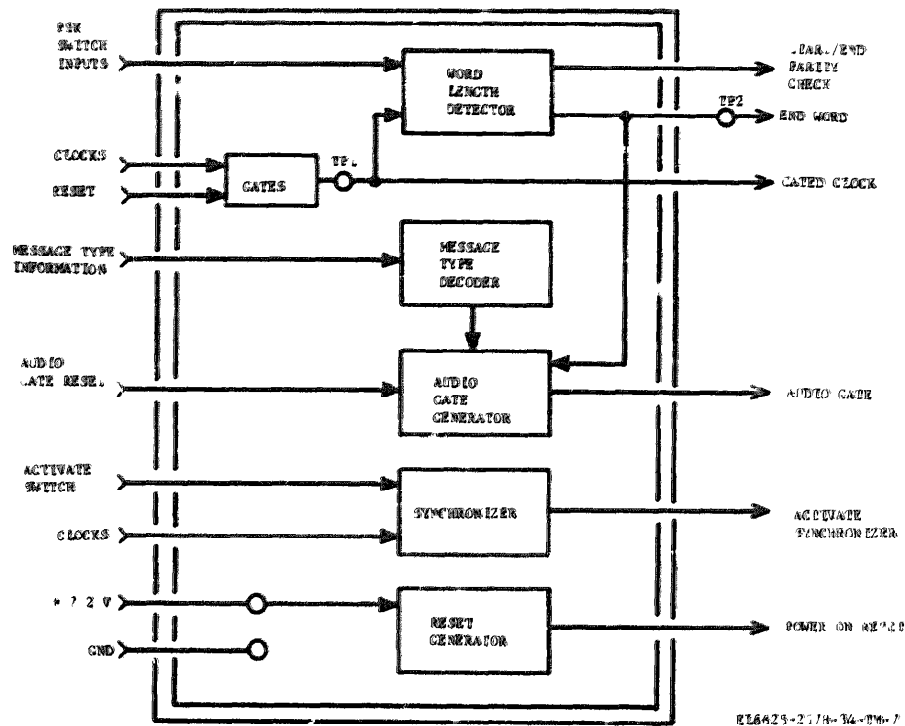 SWITCH
INPUTS
WORD
LENGTH
DETECTOR
PARITY
CHECK
TP2
END WORD
CLOCKS
RESET
GATES
GATED CLOCK
MESSAGE TYPE
INFORMATION
MESSAGE
TYPE
DECODER
AUDIO
GATE
AUDIO
GATE
GENERATOR
AUDIO GATE
ACTIVATE
SWITCH
CLOCKS
SYNCHRONIZER
ACTIVATE
SYNCHRONIZER
GND
RESET
GENERATOR
POWER ON